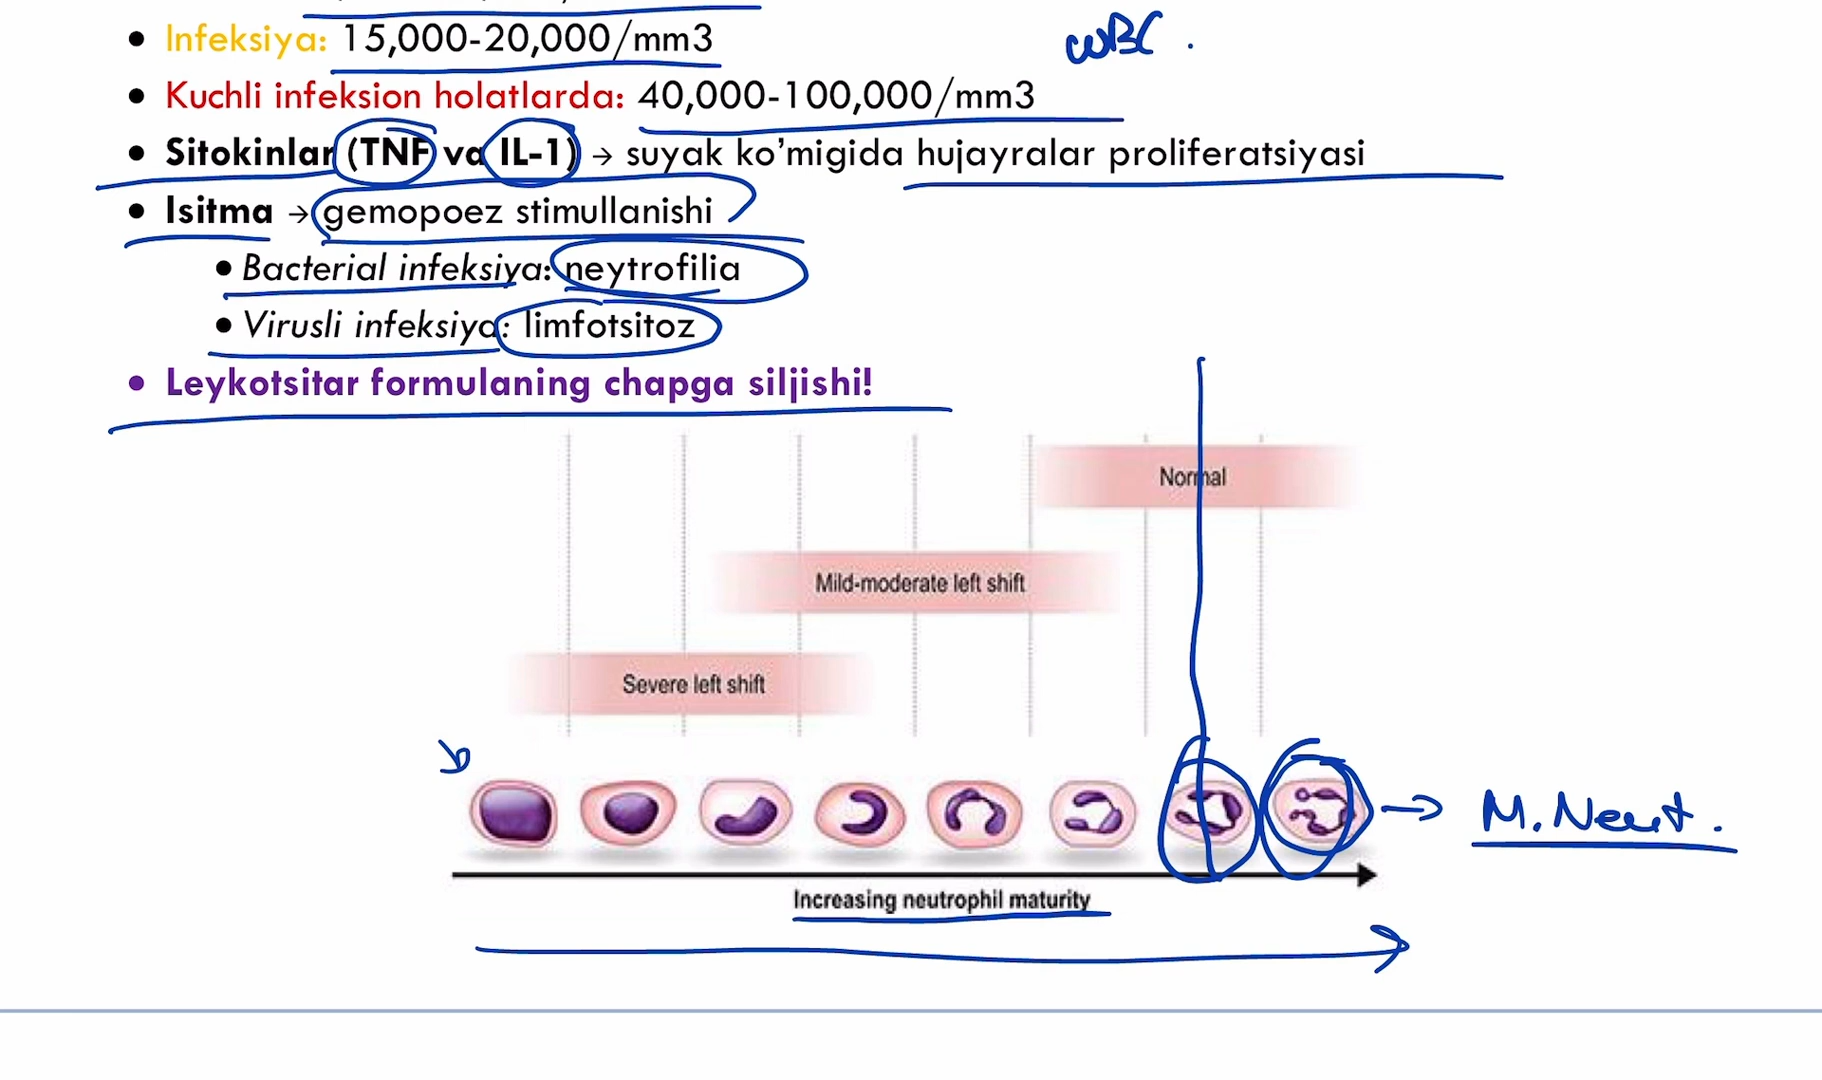 • Infeksiya: 15,000-20,000/mm3
WBC.
• Kuchli infeksion holatlarda: 40,000-100,000/mm3
• Sitokinlar (TNF va IL-1) → suyak ko’migida hujayralar proliferatsiyasi
• Isitma → gemopoez stimullanishi
• Bacterial infeksiya: neytrofilia
• Virusli infeksiya: limfotsitoz
• Leykotsitar formulaning chapga siljishi!
Normal
Mild-moderate left shift
Severe left shift
→ M. Neut.
Increasing neutrophil maturity